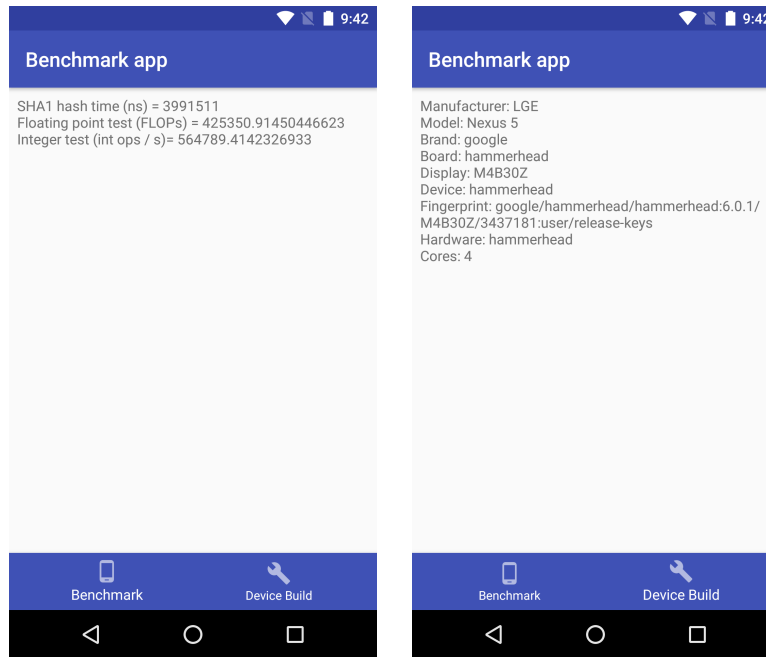 9:42
Benchmark app
SHA1 hash time (ns) = 3991511
Floating point test (FLOPs) = 425350.91450446623
Integer test (int ops / s)= 564789.4142326933
Benchmark
Device Build
9:42
Benchmark app
Manufacturer: LGE
Model: Nexus 5
Brand: google
Board: hammerhead
Display: M4B30Z
Device: hammerhead
Fingerprint: google/hammerhead/hammerhead:6.0.1/
M4B30Z/3437181:user/release-keys
Hardware: hammerhead
Cores: 4
Benchmark
Device Build